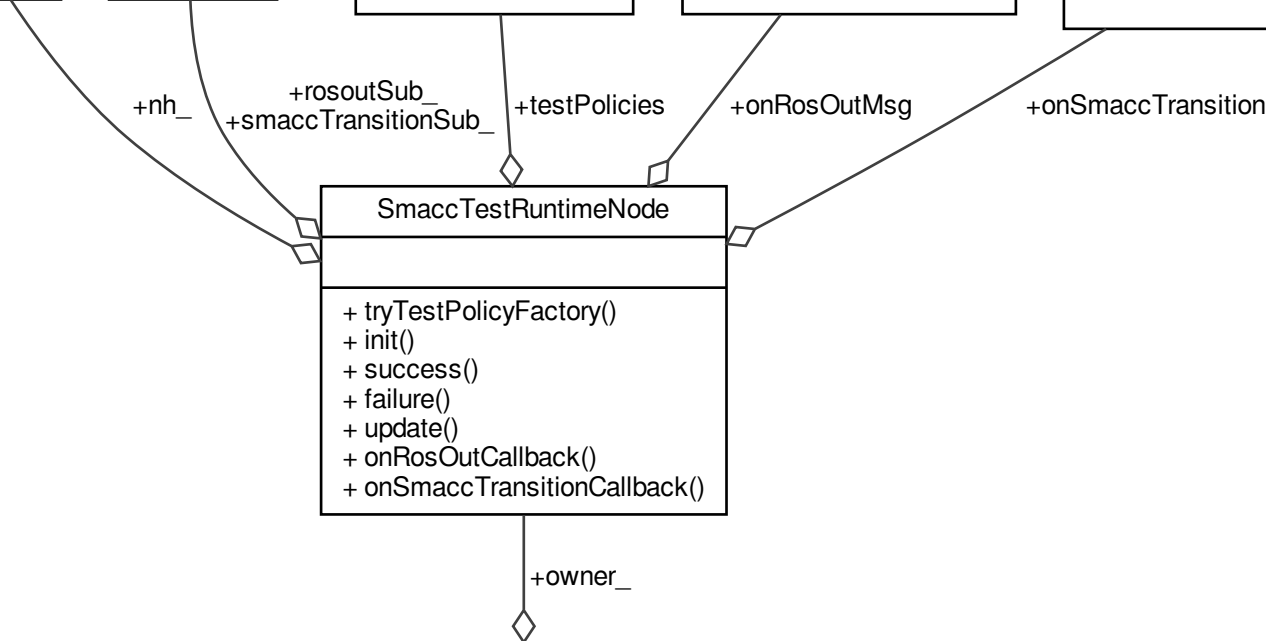 +nh_
+rosoutSub_
+smaccTransitionSub_
+testPolicies
+onRosOutMsg
+onSmaccTransition
SmaccTestRuntimeNode
+ tryTestPolicyFactory()
+ init()
+ success()
+ failure()
+ update()
+ onRosOutCallback()
+ onSmaccTransitionCallback()
+owner_